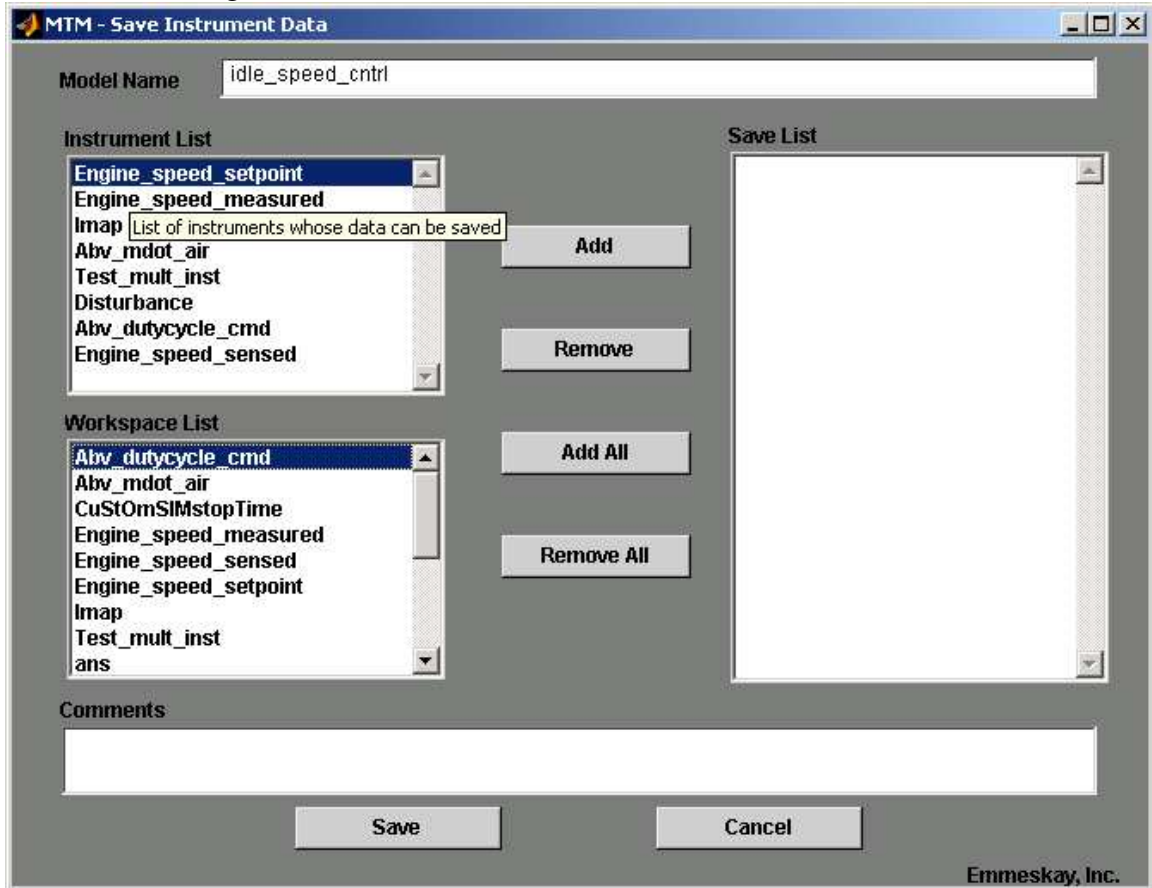 MTM - Save Instrument Data
Model Name
idle_speed_cntrl
Instrument List
Engine_speed_setpoint
Engine_speed_measured
Imap
List of instruments whose data can be saved
Abv_mdot_air
Test_mult_inst
Disturbance
Abv_dutycycle_cmd
Engine_speed_sensed
Workspace List
Abv_dutycycle_cmd
Abv_mdot_air
CuStOmSIMstopTime
Engine_speed_measured
Engine_speed_sensed
Engine_speed_setpoint
Imap
Test_mult_inst
ans
Add
Remove
Add All
Remove All
Save List
Comments
Save
Cancel
Emmeskay, Inc.